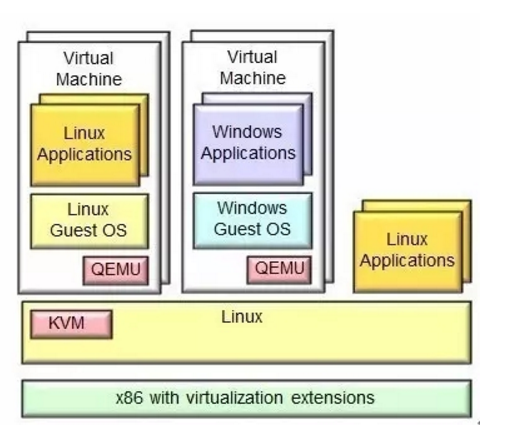 Virtual
Machine
Linux
Applications
Linux
Guest OS
QEMU
Virtual
Machine
Windows
Applications
Windows
Guest OS
QEMU
Linux
Applications
KVM
Linux
x86 with virtualization extensions